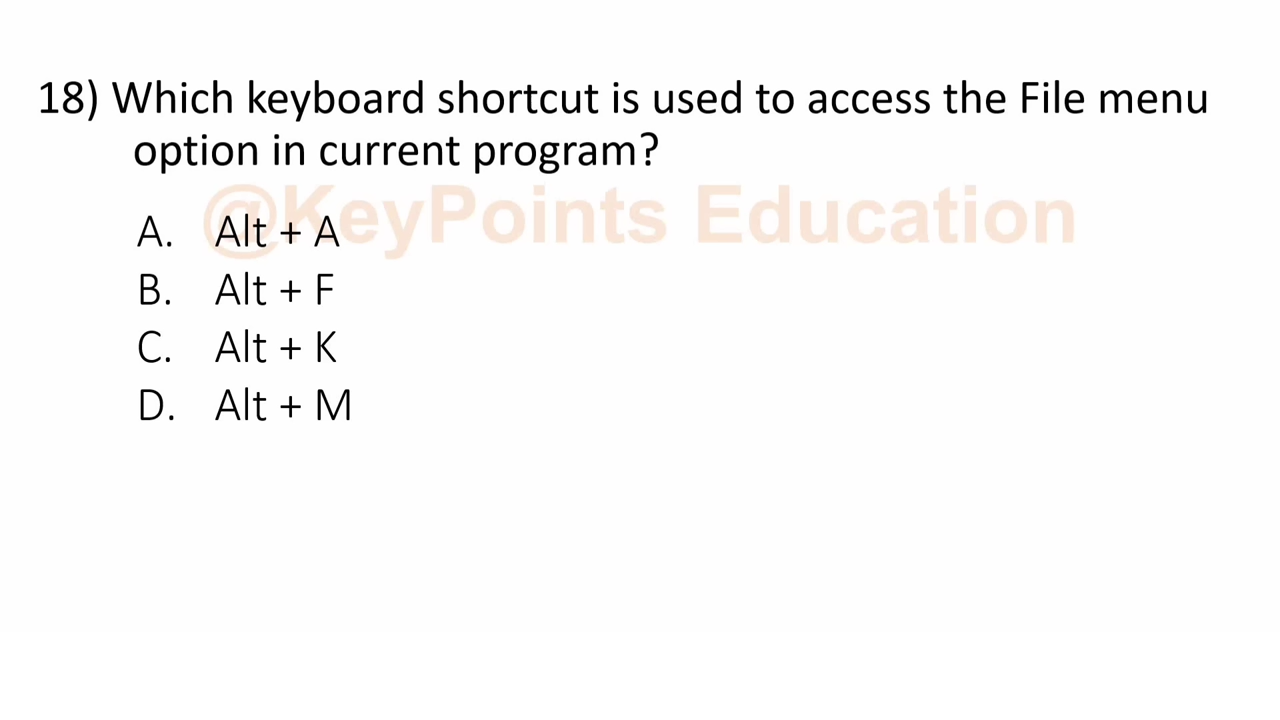 18) Which keyboard shortcut is used to access the File menu
option in current program?
@KeyPoints Education
A. Alt + A
B. Alt + F
C. Alt + K
D. Alt + M